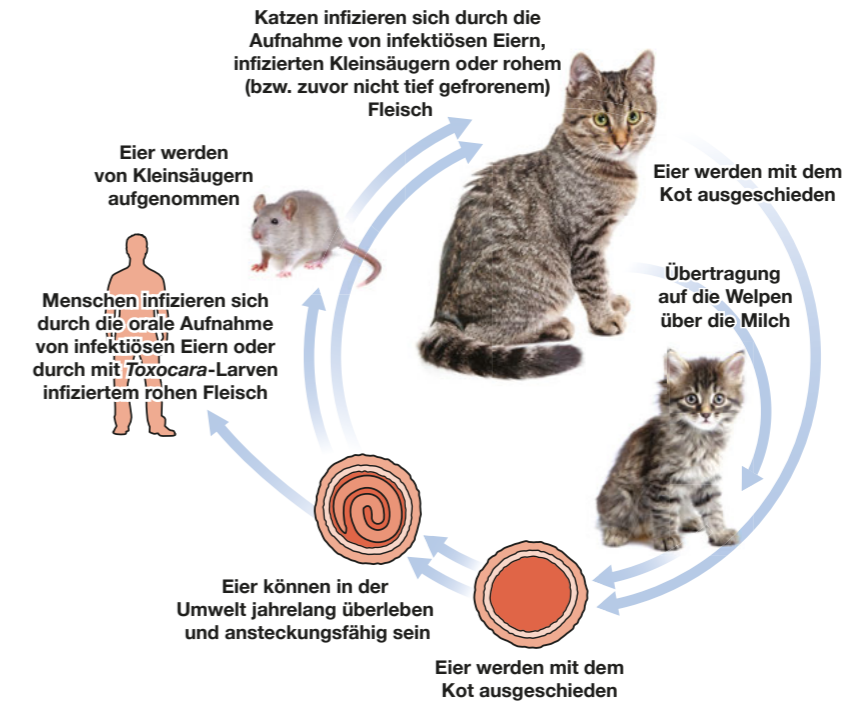 Katzen infizieren sich durch die
Aufnahme von infektiösen Eiern,
infizierten Kleinsäugern oder rohem
(bzw. zuvor nicht tief gefrorenem)
Fleisch
Eier werden
von Kleinsäugern
aufgenommen
Eier werden mit dem
Kot ausgeschieden
Übertragung
auf die Welpen
über die Milch
Menschen infizieren sich
durch die orale Aufnahme
von infektiösen Eiern oder
durch mit Toxocara-Larven
infiziertem rohen Fleisch
Eier können in der
Umwelt jahrelang überleben
und ansteckungsfähig sein
Eier werden mit dem
Kot ausgeschieden